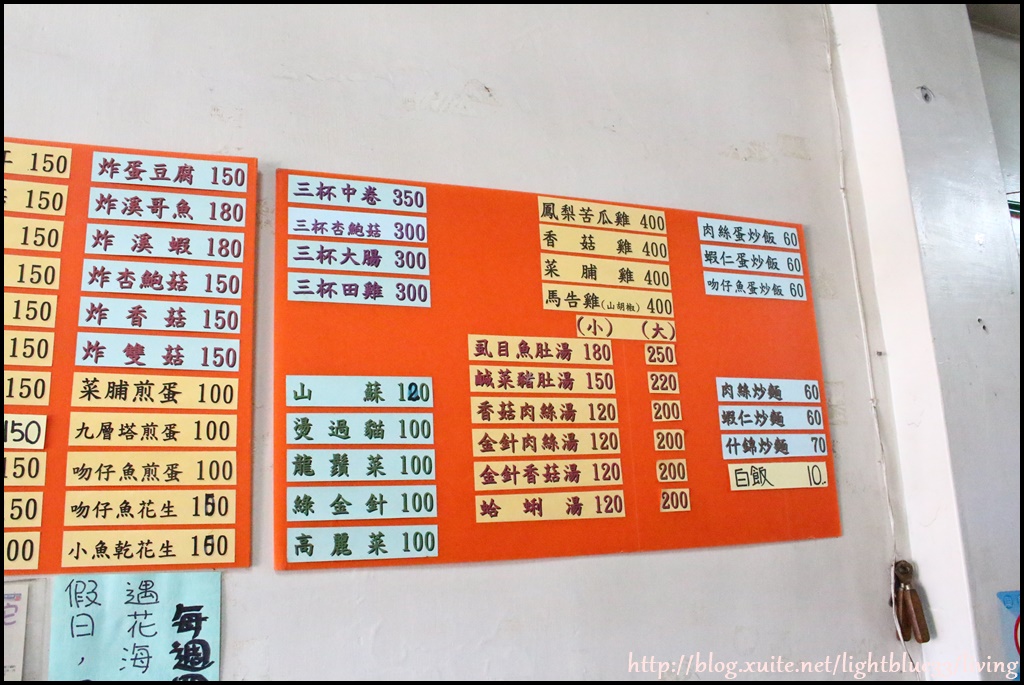 150
150
150
150
150
150
150
150
50
00
炸蛋豆腐 150
炸溪哥魚 180
炸溪蝦 180
炸杏鮑菇 150
炸香菇 150
炸雙菇 150
菜脯煎蛋 100
九層塔煎蛋 100
吻仔魚煎蛋 100
吻仔魚花生 150
小魚乾花生 150
三杯中卷 350
三杯杏鮑菇 300
三杯大腸 300
三杯田雞 300
山蘇 120
燙過貓 100
龍鬚菜 100
綠金針 100
高麗菜 100
鳳梨苦瓜雞 400
香菇雞 400
菜脯雞 400
馬告雞(山胡椒) 400
(小) (大)
虱目魚肚湯 180 250
鹹菜豬肚湯 150 220
香菇肉絲湯 120 200
金針肉絲湯 120 200
金針香菇湯 120 200
蛤蜊湯 120 200
肉絲蛋炒飯 60
蝦仁蛋炒飯 60
吻仔魚蛋炒飯 60
肉絲炒麵 60
蝦仁炒麵 60
什錦炒麵 70
白飯 10.
每週
遇花海
假日，